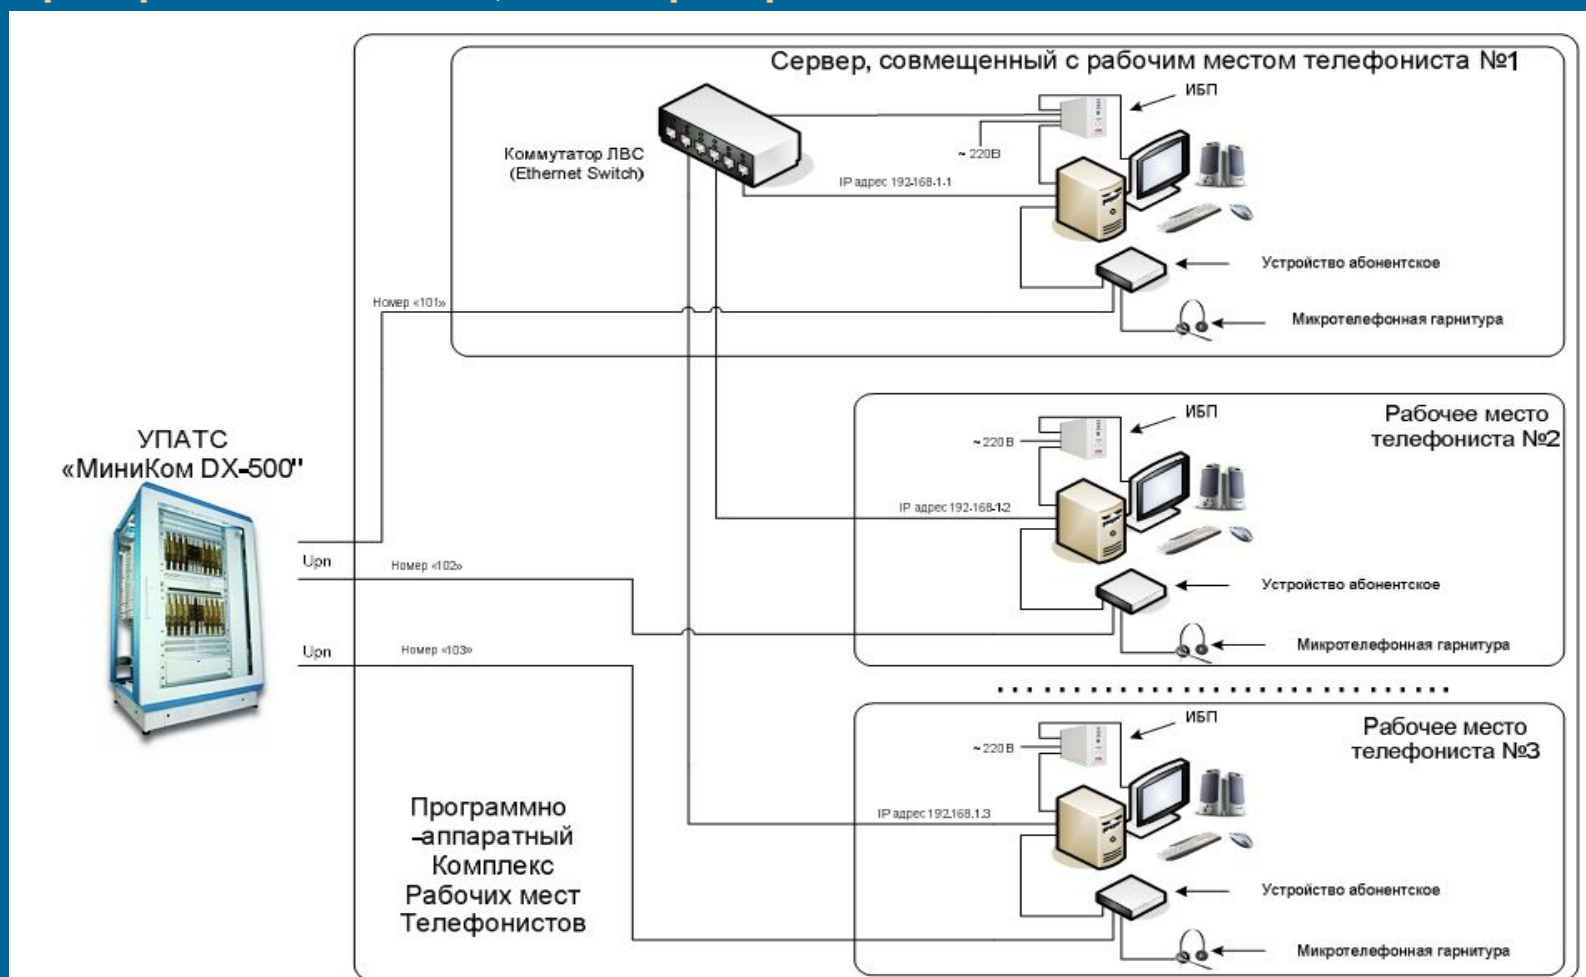 Сервер, совмещенный с рабочим местом телефониста №1
ИБП
Коммутатор ЛВС
(Ethernet Switch)
~ 220В
IP адрес 192-168-1-1
Устройство абонентское
Номер «101»
Микротелефонная гарнитура
УПАТС
«МиниКом DX-500"
ИБП
Рабочее место
телефониста №2
~ 220В
IP адрес 192-168-1-2
Upn
Номер «102»
Устройство абонентское
Upn
Номер «103»
Микротелефонная гарнитура
ИБП
Рабочее место
телефониста №3
~ 220В
IP адрес 192.168.1.3
Программно
-аппаратный
Комплекс
Рабочих мест
Телефонистов
Устройство абонентское
Микротелефонная гарнитура